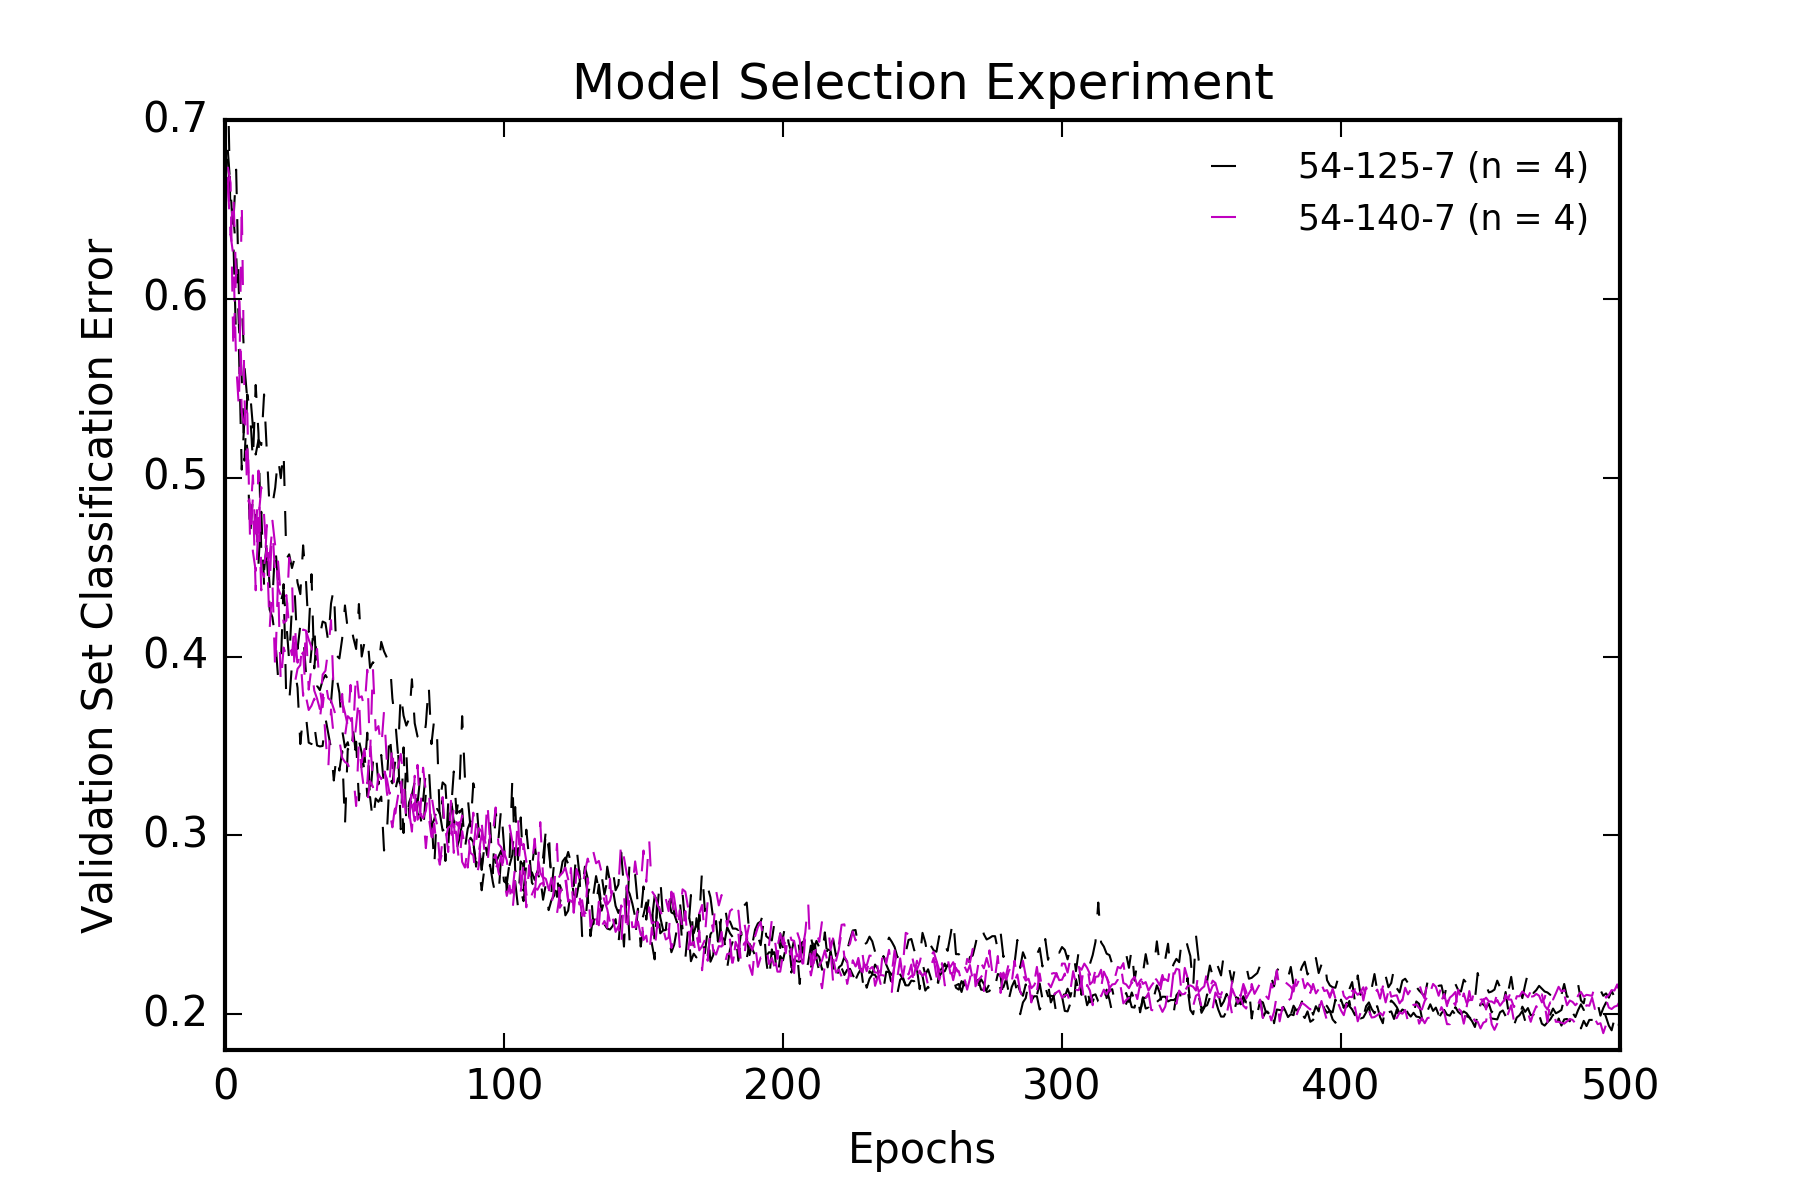 Model Selection Experiment
54-125-7 (n = 4)
54-140-7 (n = 4)
Validation Set Classification Error
0.7
0.6
0.5
0.4
0.3
0.2
0 100 200 300 400 500
Epochs